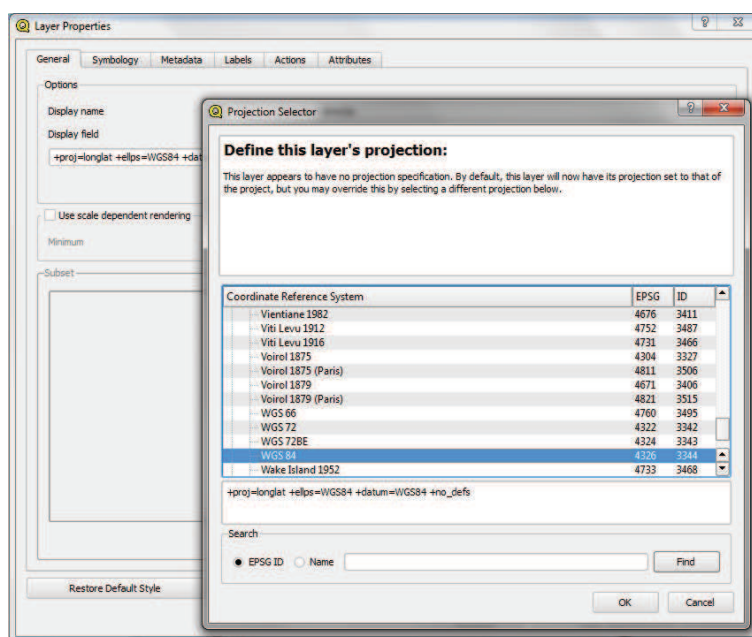 Layer Properties
General Symbology Metadata Labels Actions Attributes
Options
Display name
Display field
+proj=longlat +ellps=WGS84 +dat
Use scale dependent rendering
Minimum
Subset
Restore Default Style
Projection Selector
Define this layer's projection:
This layer appears to have no projection specification. By default, this layer will now have its projection set to that of
the project, but you may override this by selecting a different projection below.
Coordinate Reference System EPSG ID
Vientiane 1982 4676 3411
Viti Levu 1912 4752 3487
Viti Levu 1916 4731 3466
Voirol 1875 4304 3327
Voirol 1875 (Paris) 4811 3506
Voirol 1879 4671 3406
Voirol 1879 (Paris) 4821 3515
WGS 66 4760 3495
WGS 72 4322 3342
WGS 72BE 4324 3343
WGS 84 4326 3344
Wake Island 1952 4733 3468
+proj=longlat +ellps=WGS84 +datum=WGS84 +no_defs
Search
EPSG ID Name Find
OK Cancel